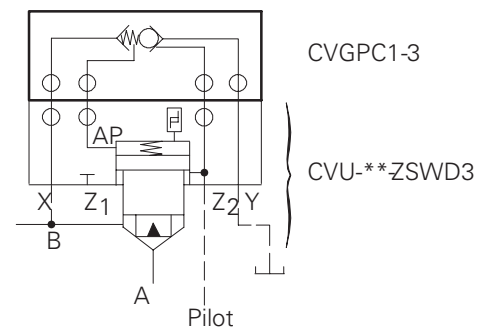 CVGPC1-3
AP
CVU-**-ZSWD3
X Z1 Z2 Y
B
A
Pilot